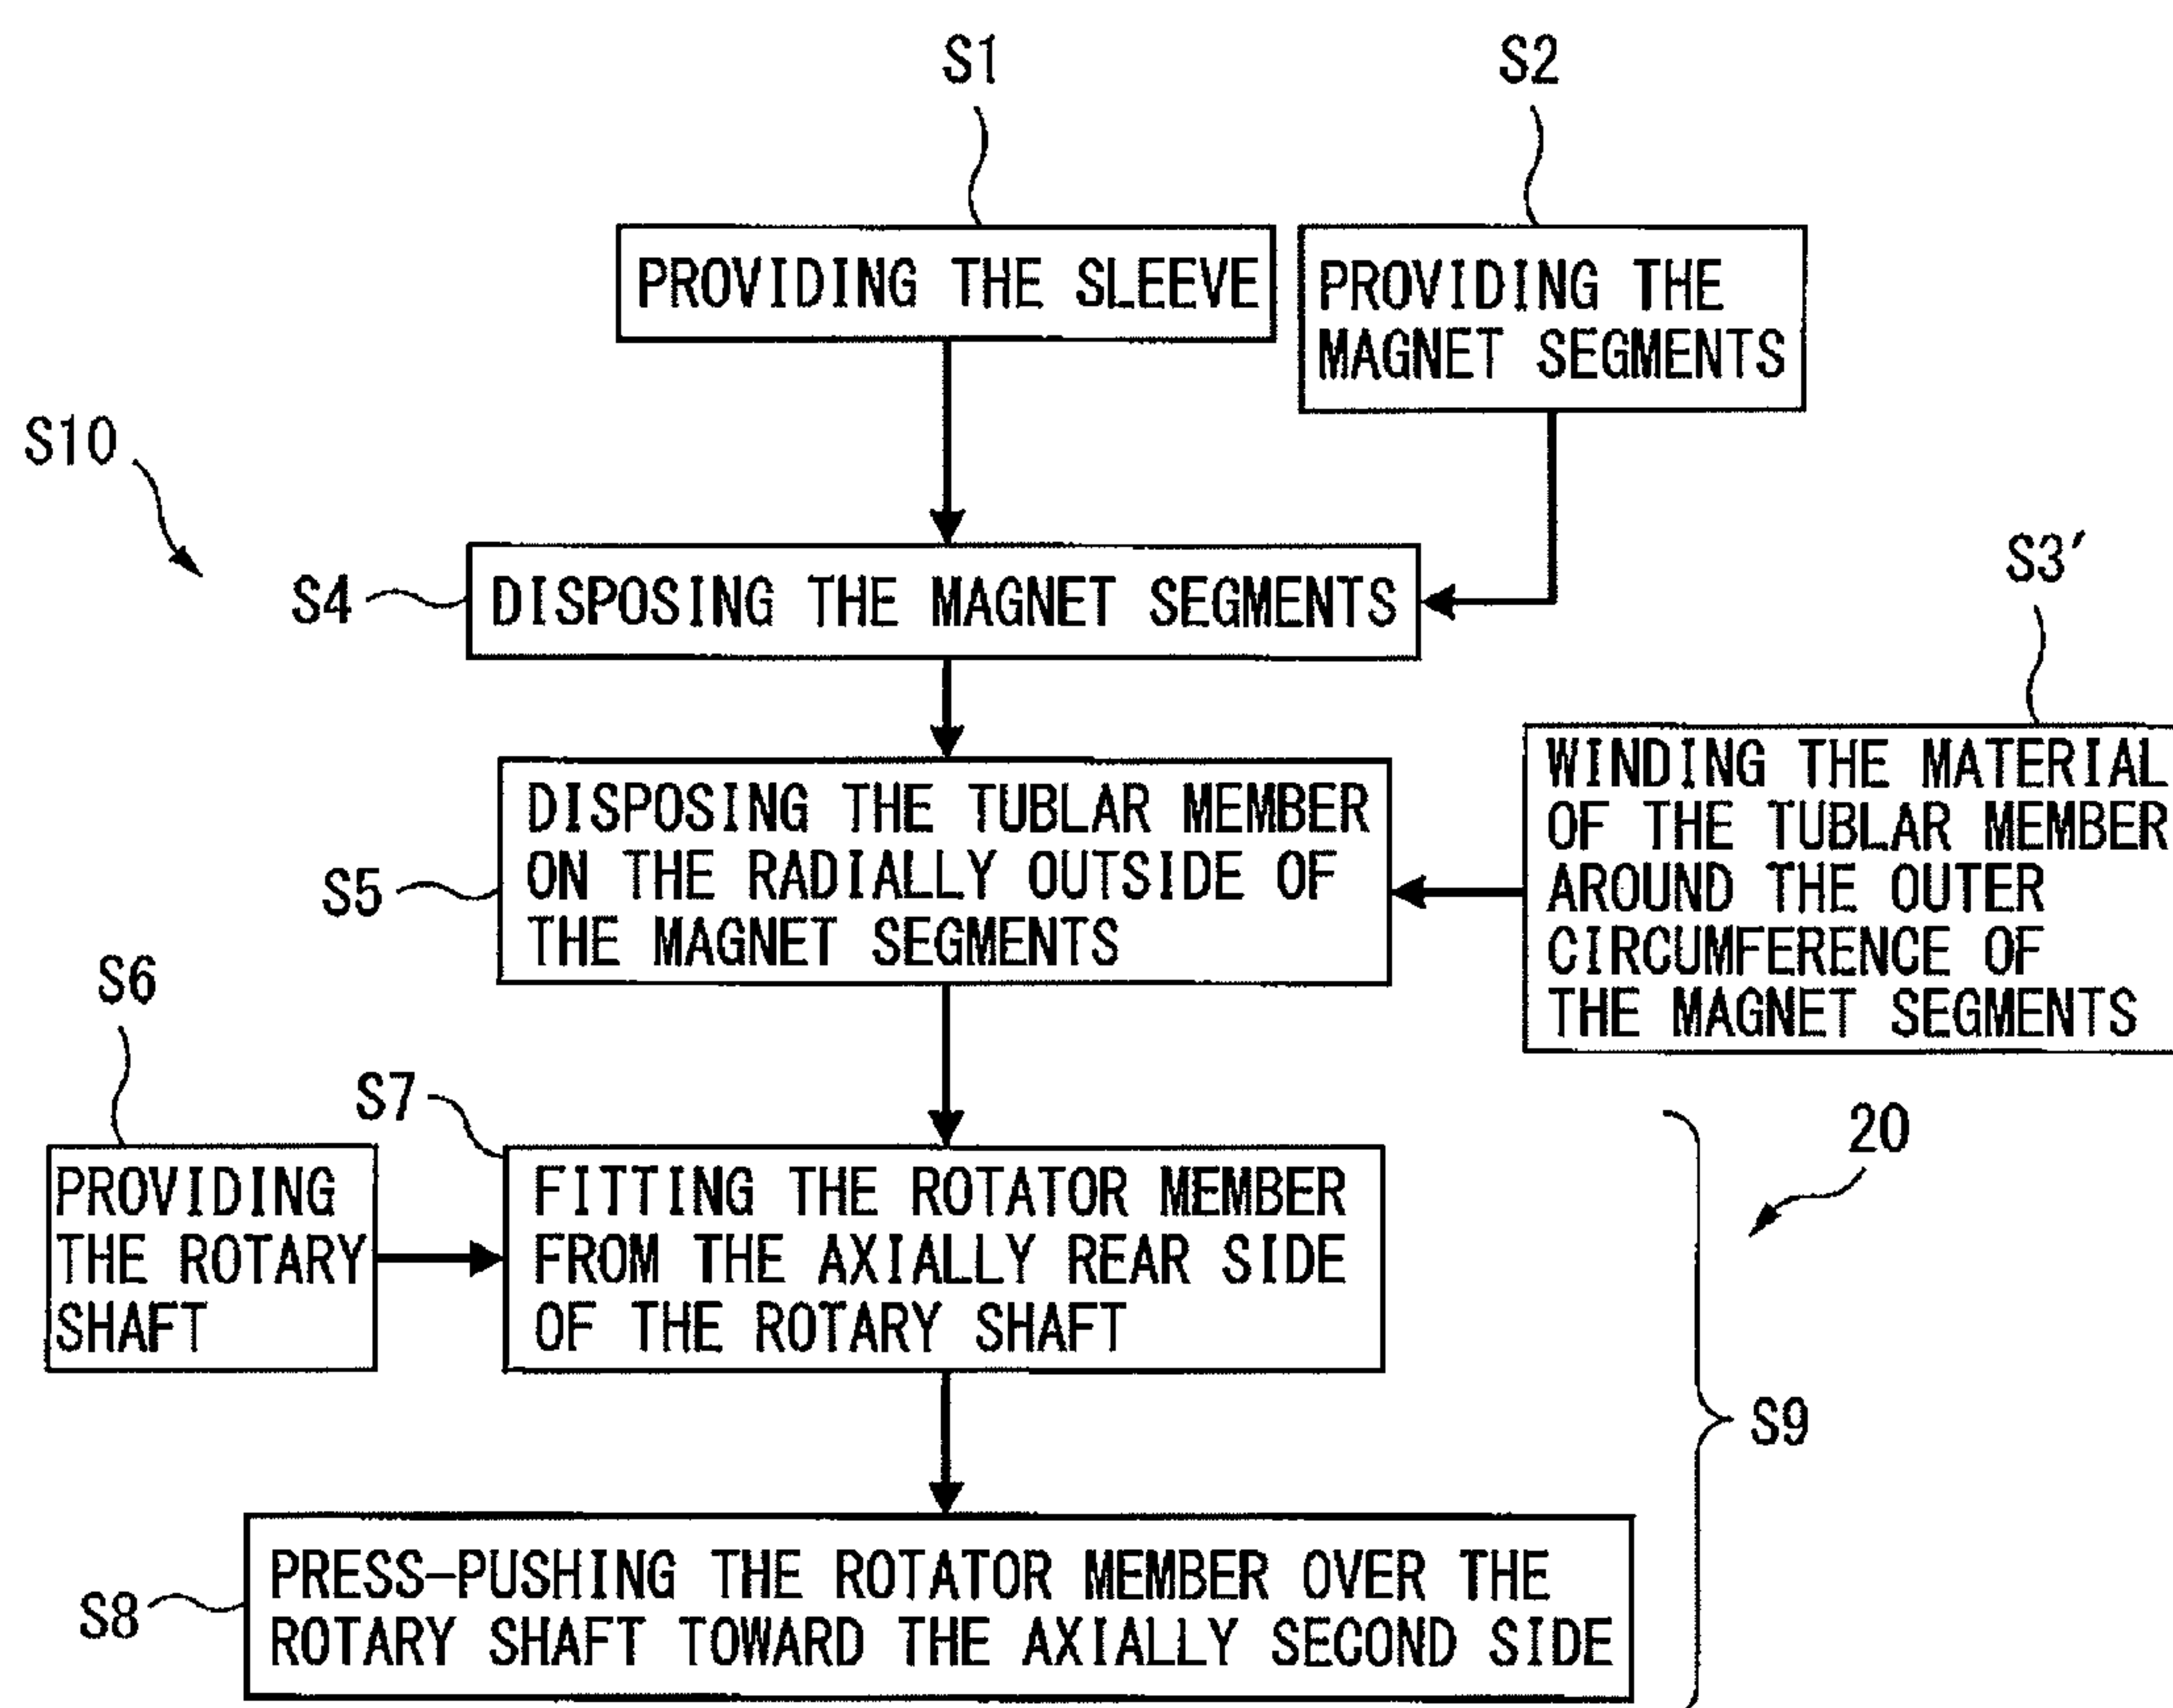 S1
S2
PROVIDING THE SLEEVE
PROVIDING THE
MAGNET SEGMENTS
S10
S4
DISPOSING THE MAGNET SEGMENTS
S3'
S5
DISPOSING THE TUBLAR MEMBER
ON THE RADIALLY OUTSIDE OF
THE MAGNET SEGMENTS
WINDING THE MATERIAL
OF THE TUBLAR MEMBER
AROUND THE OUTER
CIRCUMFERENCE OF
THE MAGNET SEGMENTS
S6
PROVIDING
THE ROTARY
SHAFT
S7
FITTING THE ROTATOR MEMBER
FROM THE AXIALLY REAR SIDE
OF THE ROTARY SHAFT
20
S9
S8
PRESS-PUSHING THE ROTATOR MEMBER OVER THE
ROTARY SHAFT TOWARD THE AXIALLY SECOND SIDE